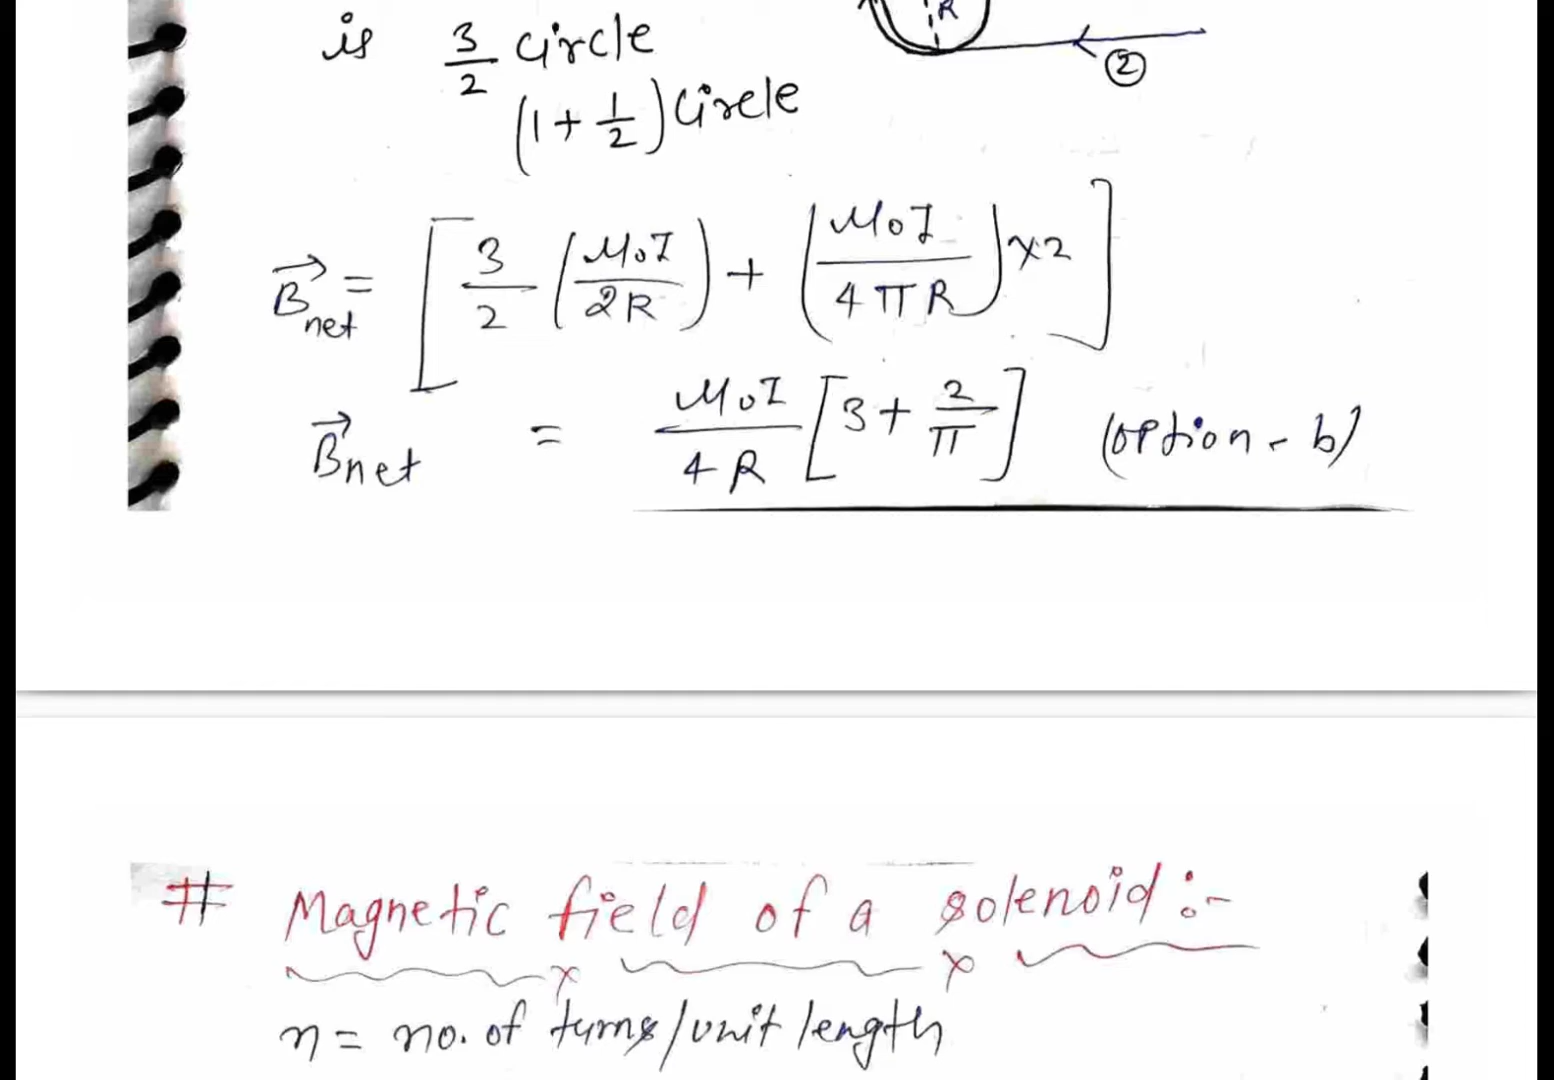 is 3/2 circle
R
②
(1 + 1/2) Circle
B⃗net = [ 3/2 (μ₀I / 2R) + (μ₀I / 4πR) × 2 ]
B⃗net = μ₀I / 4R [ 3 + 2/π ] (option - b)
# Magnetic field of a solenoid :-
n = no. of turns/unit length